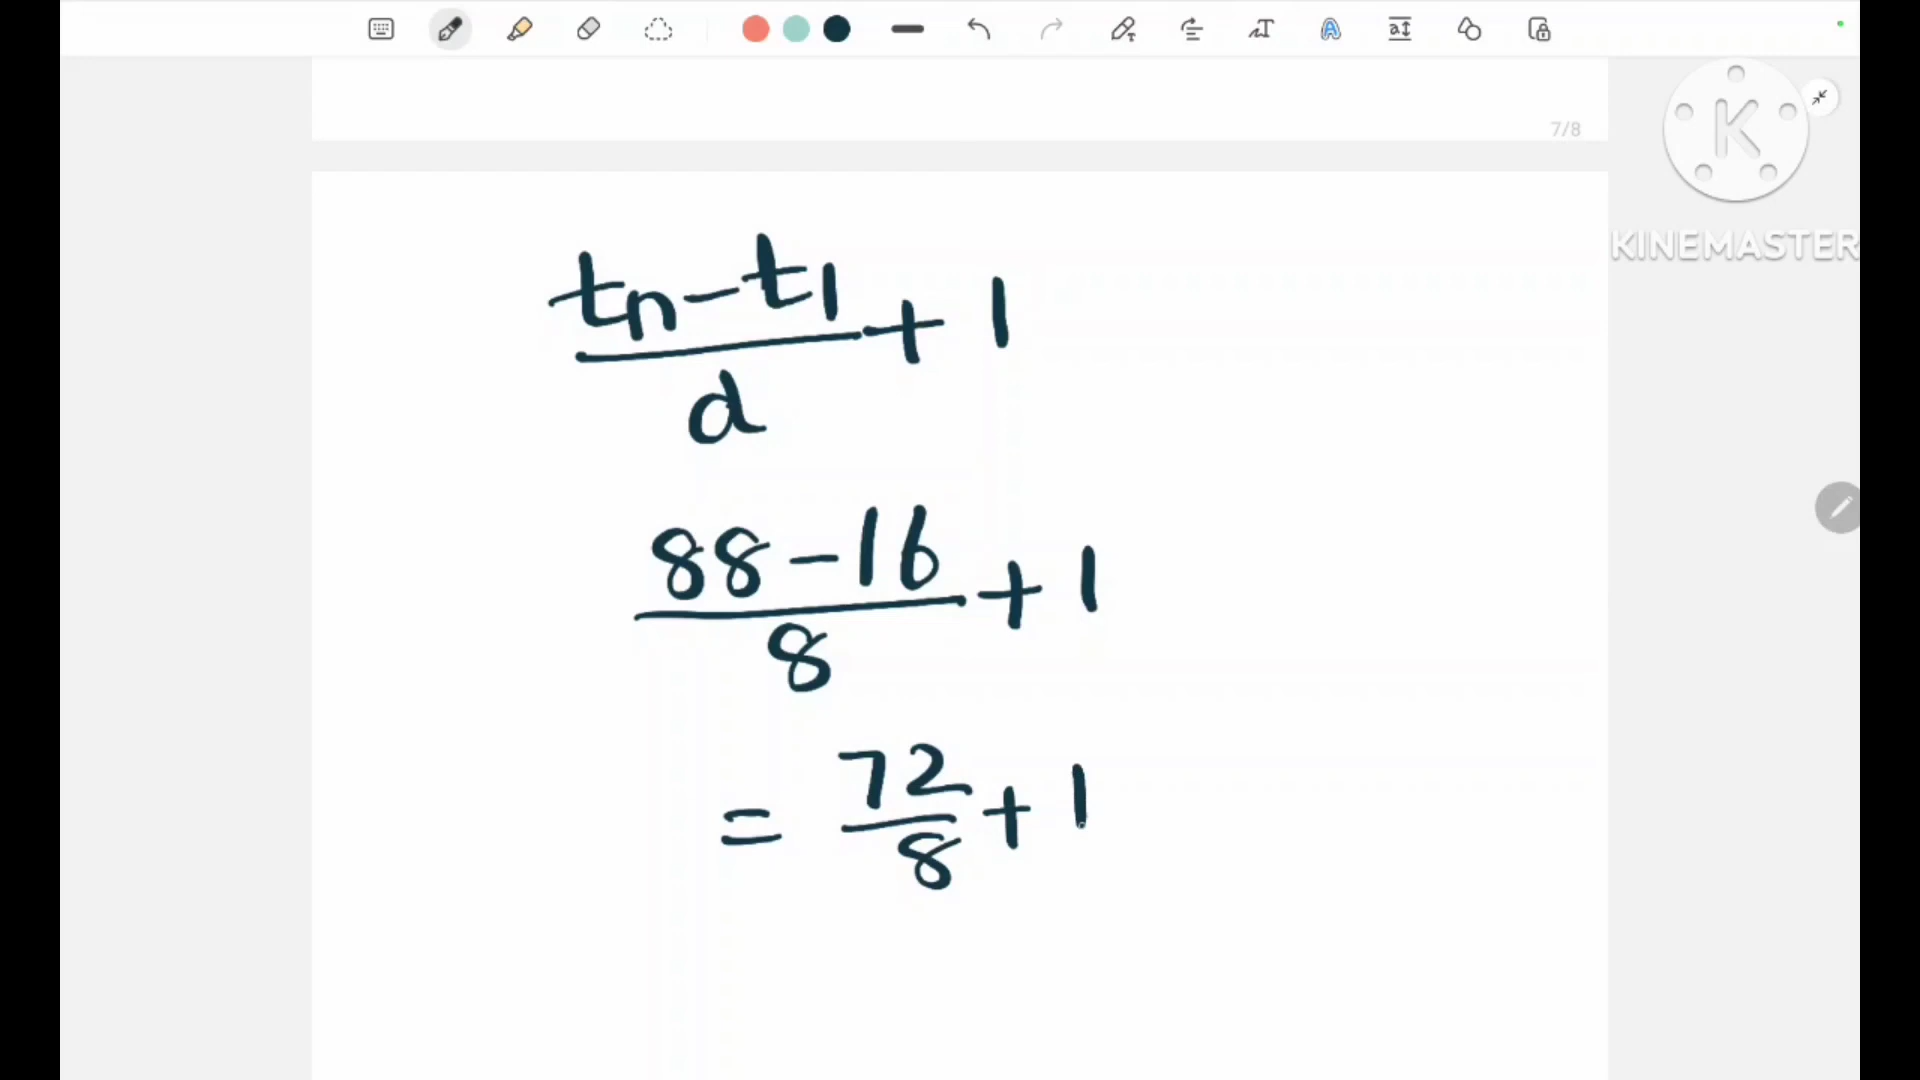 7/8
K
KINEMASTER
tn-t1/d + 1
88-16/8 + 1
= 72/8 + 1